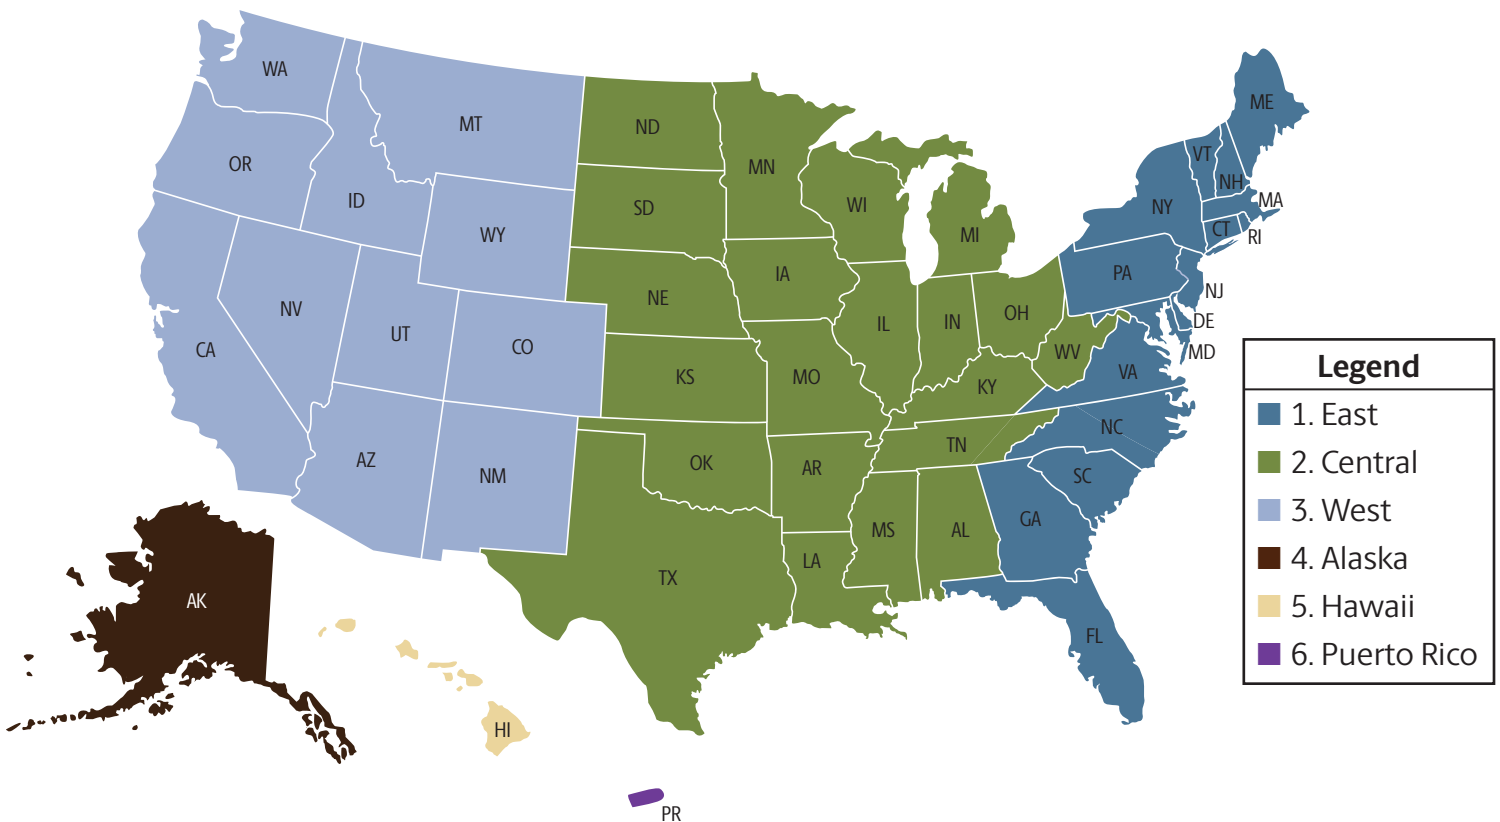 WA
OR
CA
NV
ID
MT
WY
UT
CO
AZ
NM
ND
SD
NE
KS
OK
TX
MN
IA
MO
AR
LA
WI
IL
MS
MI
IN
OH
KY
TN
AL
WV
ME
VT
NH
MA
NY
CT
RI
PA
NJ
DE
MD
VA
NC
SC
GA
FL
AK
HI
PR
Legend
1. East
2. Central
3. West
4. Alaska
5. Hawaii
6. Puerto Rico